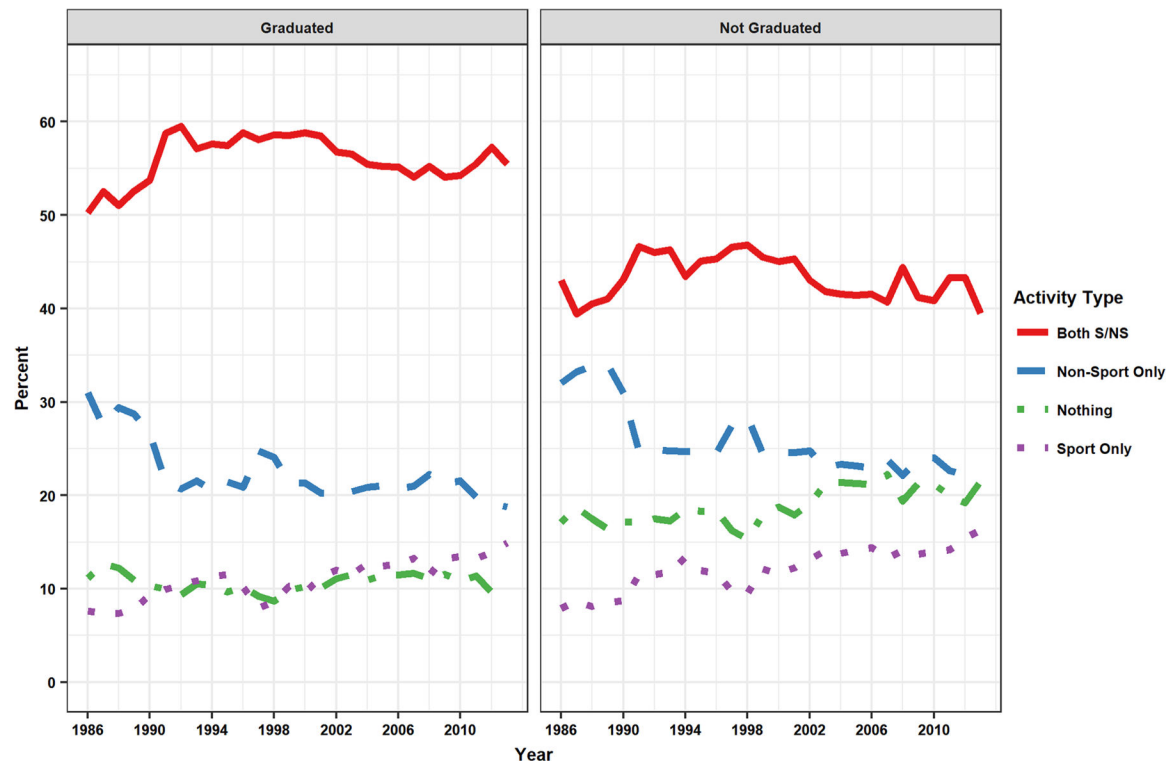 Graduated
Not Graduated
Percent
60
50
40
30
20
10
0
1986 1990 1994 1998 2002 2006 2010
1986 1990 1994 1998 2002 2006 2010
Year
Activity Type
Both S/NS
Non-Sport Only
Nothing
Sport Only